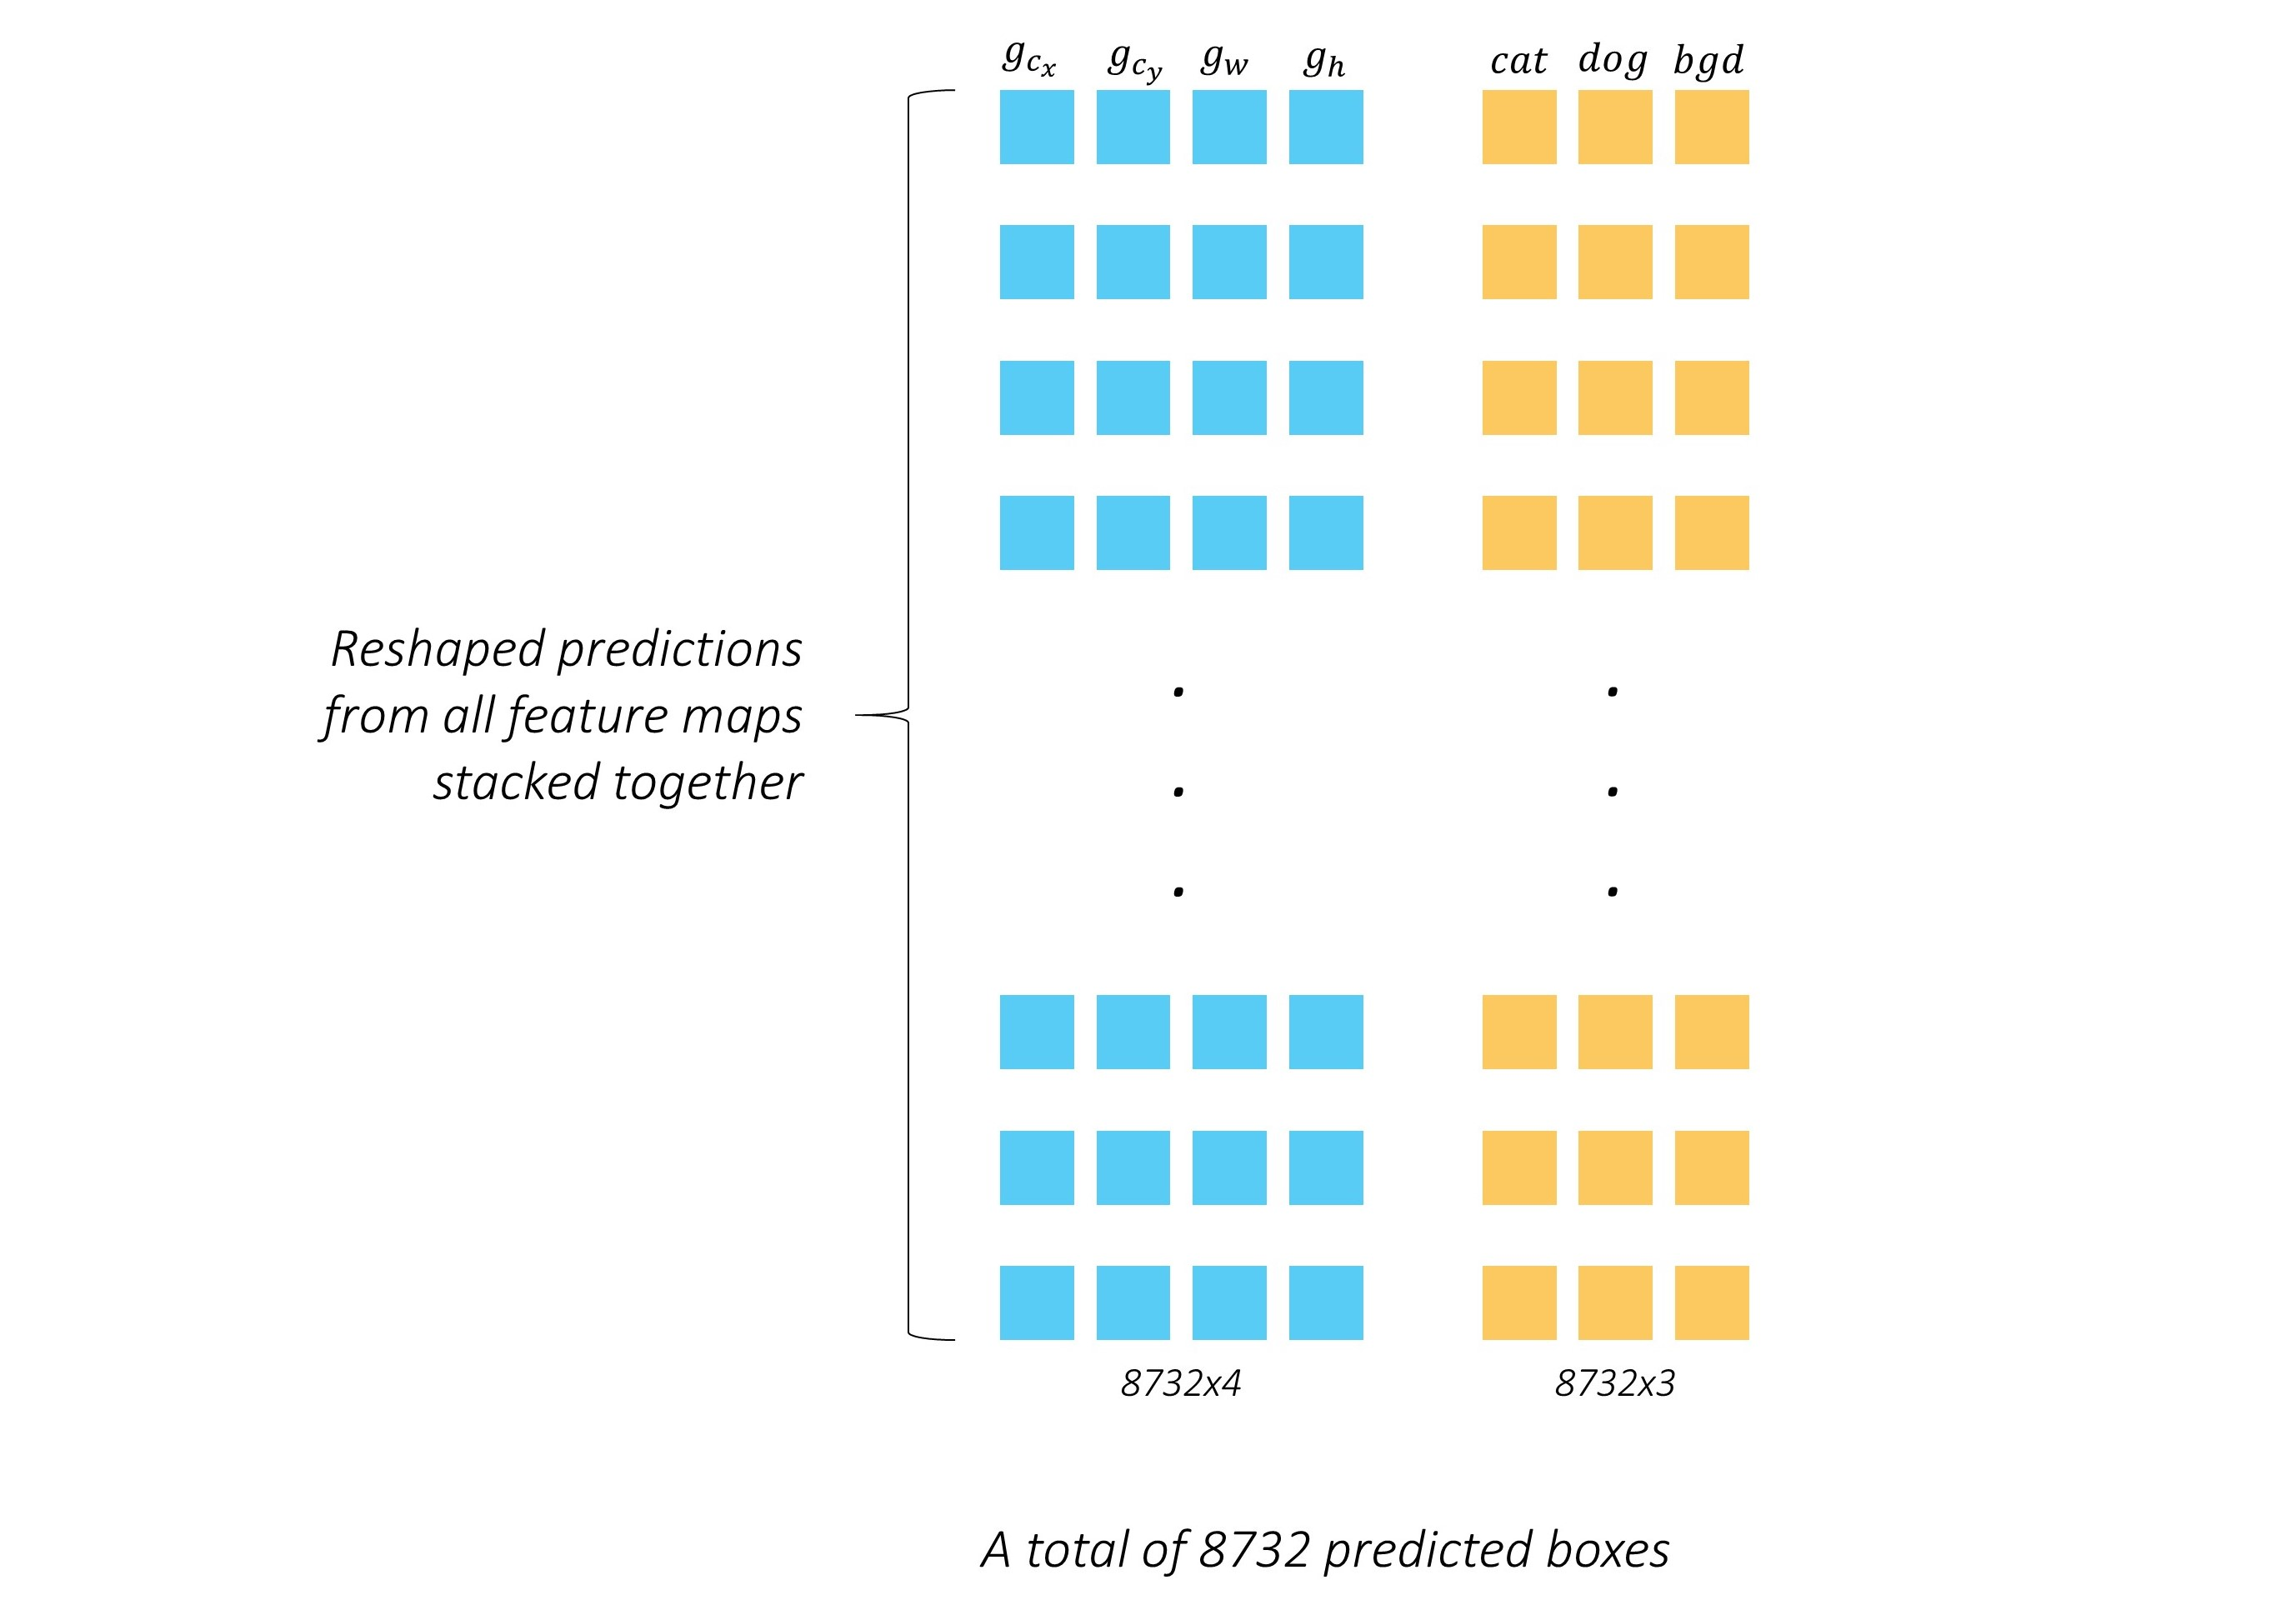 g_{c_x} g_{c_y} g_w g_h cat dog bgd
Reshaped predictions
from all feature maps
stacked together
8732x4 8732x3
A total of 8732 predicted boxes